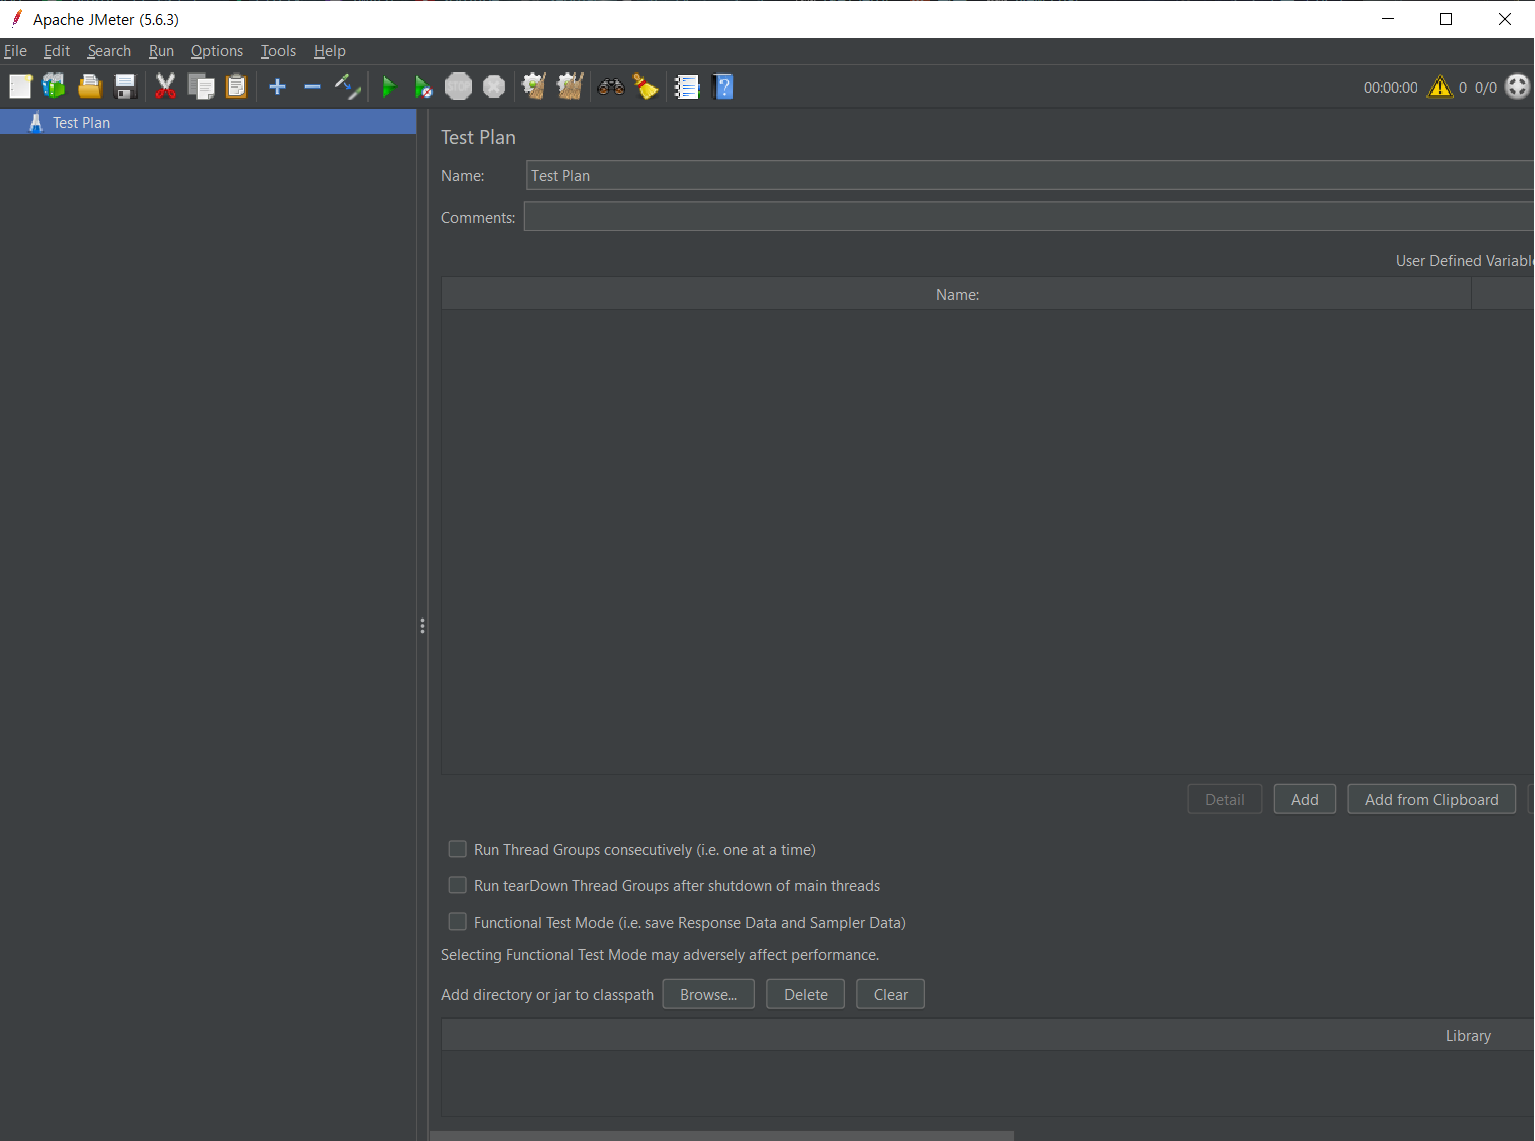 Apache JMeter (5.6.3)
File Edit Search Run Options Tools Help
STOP
?
00:00:00 0 0/0
Test Plan
Test Plan
Name: Test Plan
Comments:
User Defined
Name:
Detail Add Add from Clipboard
Run Thread Groups consecutively (i.e. one at a time)
Run tearDown Thread Groups after shutdown of main threads
Functional Test Mode (i.e. save Response Data and Sampler Data)
Selecting Functional Test Mode may adversely affect performance.
Add directory or jar to classpath Browse... Delete Clear
Library